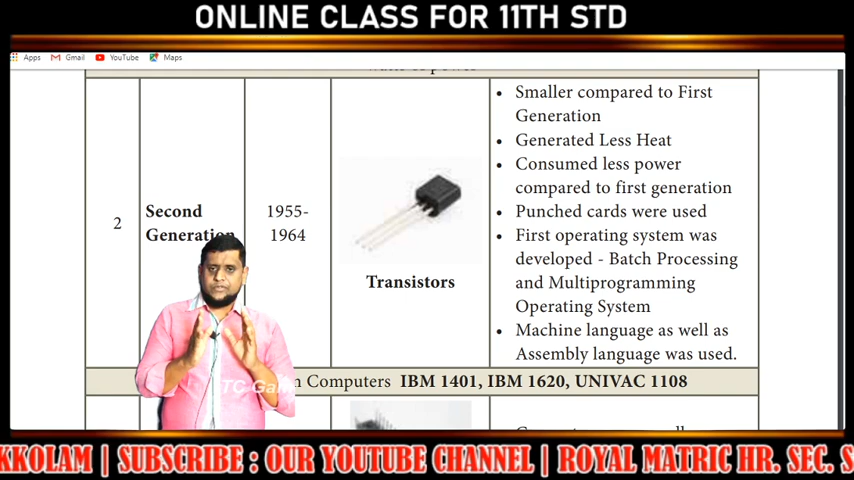 ONLINE CLASS FOR 11TH STD
Apps Gmail YouTube Maps
2
Second
Generation
1955-
1964
Transistors
• Smaller compared to First
Generation
• Generated Less Heat
• Consumed less power
compared to first generation
• Punched cards were used
• First operating system was
developed - Batch Processing
and Multiprogramming
Operating System
• Machine language as well as
Assembly language was used.
Computers IBM 1401, IBM 1620, UNIVAC 1108
KKOLAM | SUBSCRIBE : OUR YOUTUBE CHANNEL | ROYAL MATRIC HR. SEC. S